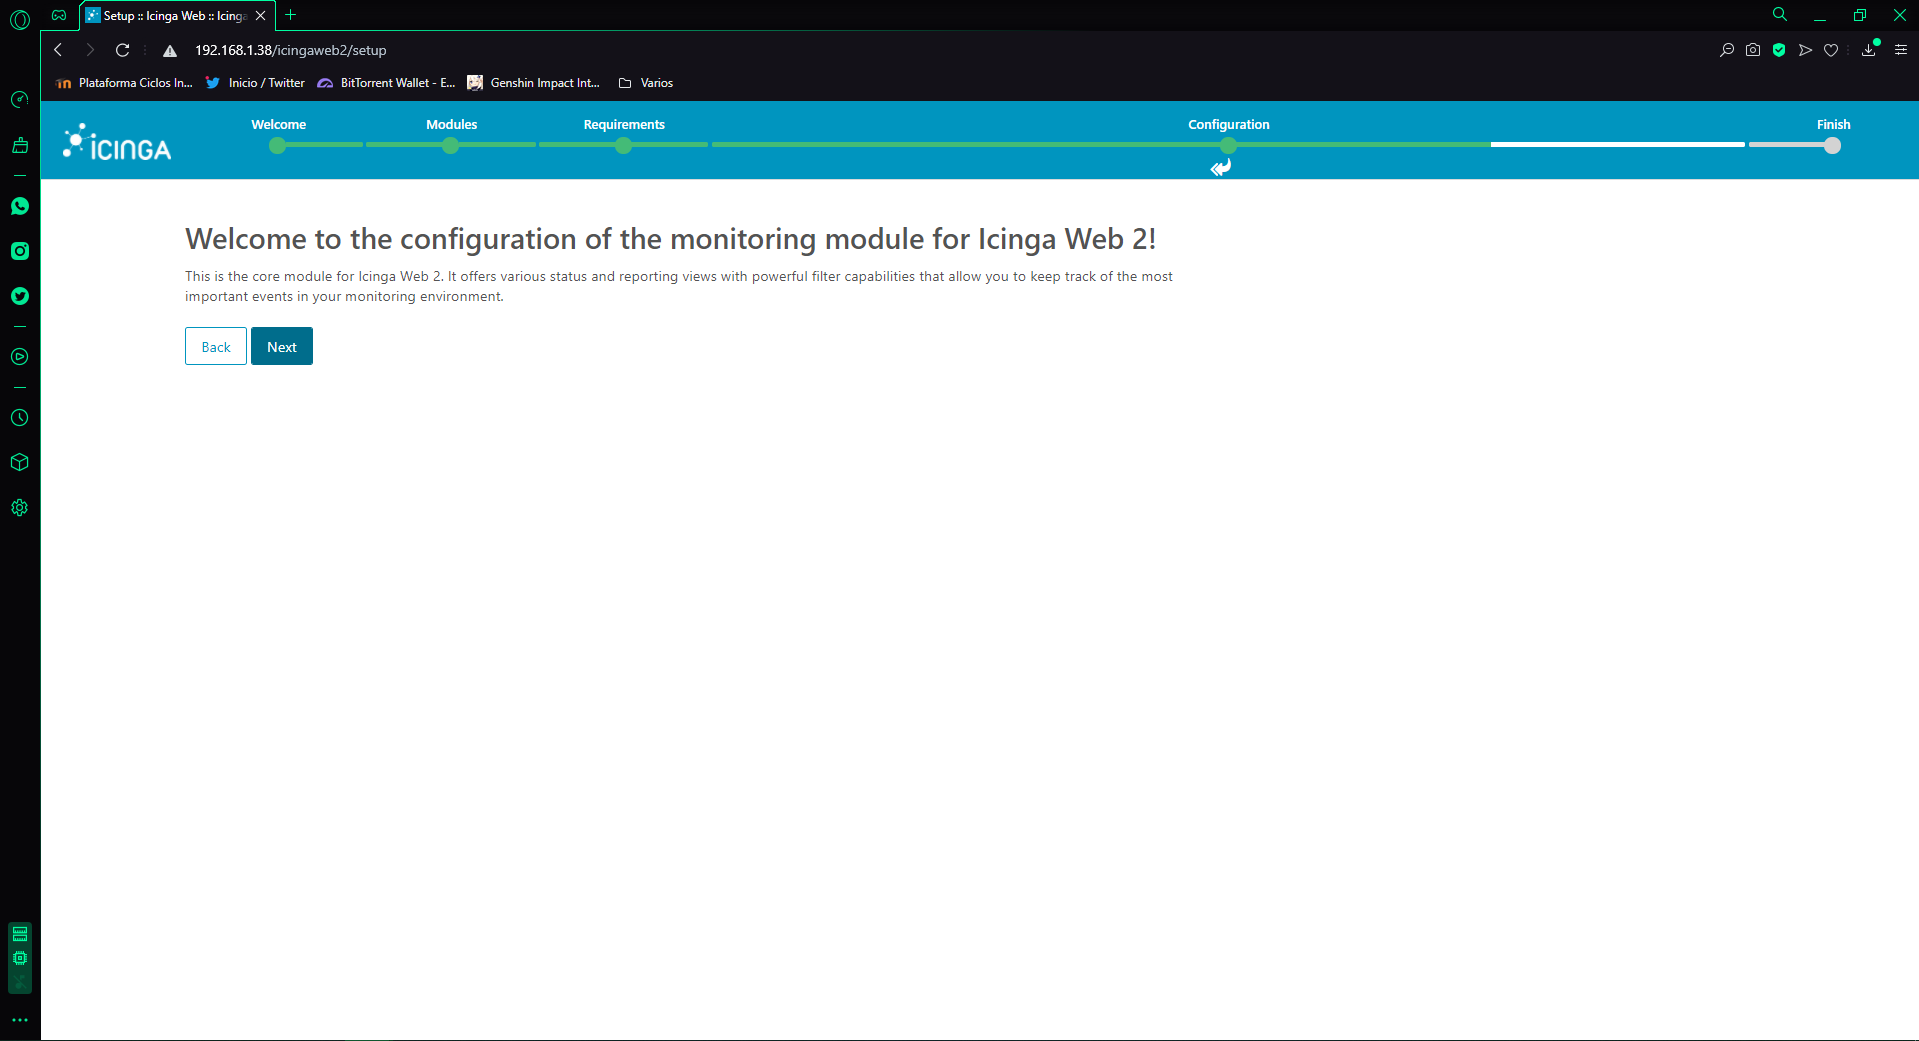 Setup :: Icinga Web :: Icinga
192.168.1.38/icingaweb2/setup
Plataforma Ciclos In...
Inicio / Twitter
BitTorrent Wallet - E...
Genshin Impact Int...
Varios
ICINGA
Welcome
Modules
Requirements
Configuration
Finish
Welcome to the configuration of the monitoring module for Icinga Web 2!
This is the core module for Icinga Web 2. It offers various status and reporting views with powerful filter capabilities that allow you to keep track of the most
important events in your monitoring environment.
Back
Next